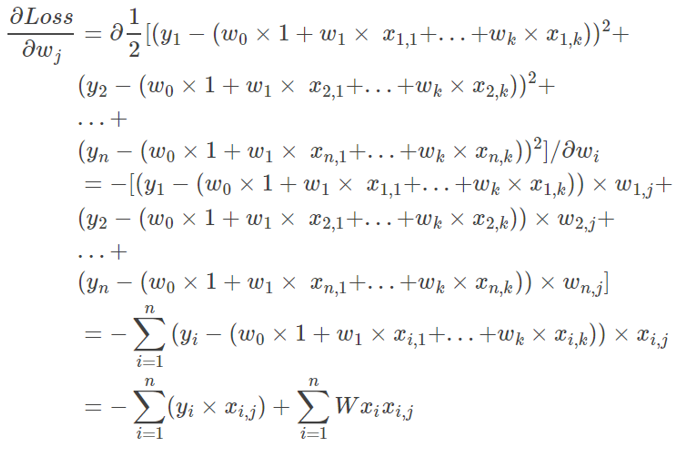 ∂Loss/∂w_j = ∂ 1/2 [(y_1 − (w_0 × 1 + w_1 × x_{1,1}+...+w_k × x_{1,k}))^2+
(y_2 − (w_0 × 1 + w_1 × x_{2,1}+...+w_k × x_{2,k}))^2+
...+
(y_n − (w_0 × 1 + w_1 × x_{n,1}+...+w_k × x_{n,k}))^2]/∂w_i
= −[(y_1 − (w_0 × 1 + w_1 × x_{1,1}+...+w_k × x_{1,k})) × w_{1,j}+
(y_2 − (w_0 × 1 + w_1 × x_{2,1}+...+w_k × x_{2,k})) × w_{2,j}+
...+
(y_n − (w_0 × 1 + w_1 × x_{n,1}+...+w_k × x_{n,k})) × w_{n,j}]
= −∑_{i=1}^{n} (y_i − (w_0 × 1 + w_1 × x_{i,1}+...+w_k × x_{i,k})) × x_{i,j}
= −∑_{i=1}^{n} (y_i × x_{i,j}) + ∑_{i=1}^{n} Wx_i x_{i,j}